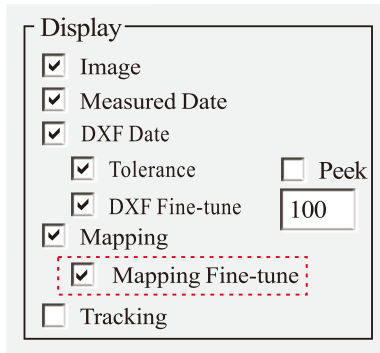 Display
Image
Measured Date
DXF Date
Tolerance Peek
DXF Fine-tune 100
Mapping
Mapping Fine-tune
Tracking